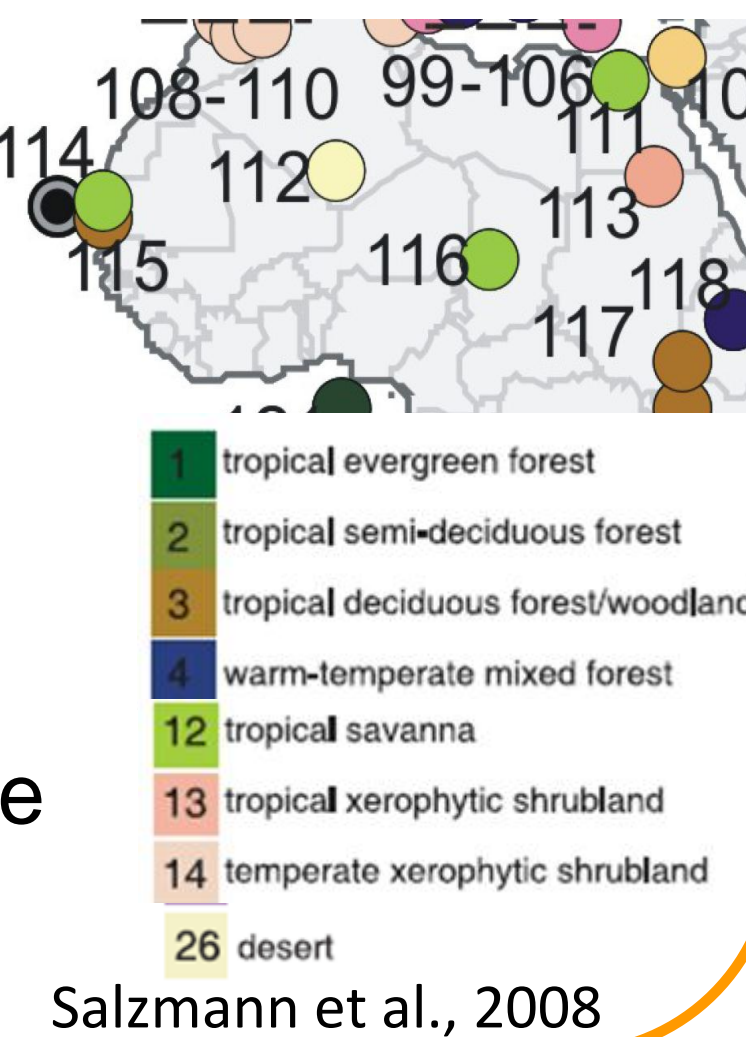 108-110 99-106 10
111
114 112
113
115 116 118
117
1 tropical evergreen forest
2 tropical semi-deciduous forest
3 tropical deciduous forest/woodland
4 warm-temperate mixed forest
12 tropical savanna
e
13 tropical xerophytic shrubland
14 temperate xerophytic shrubland
26 desert
Salzmann et al., 2008